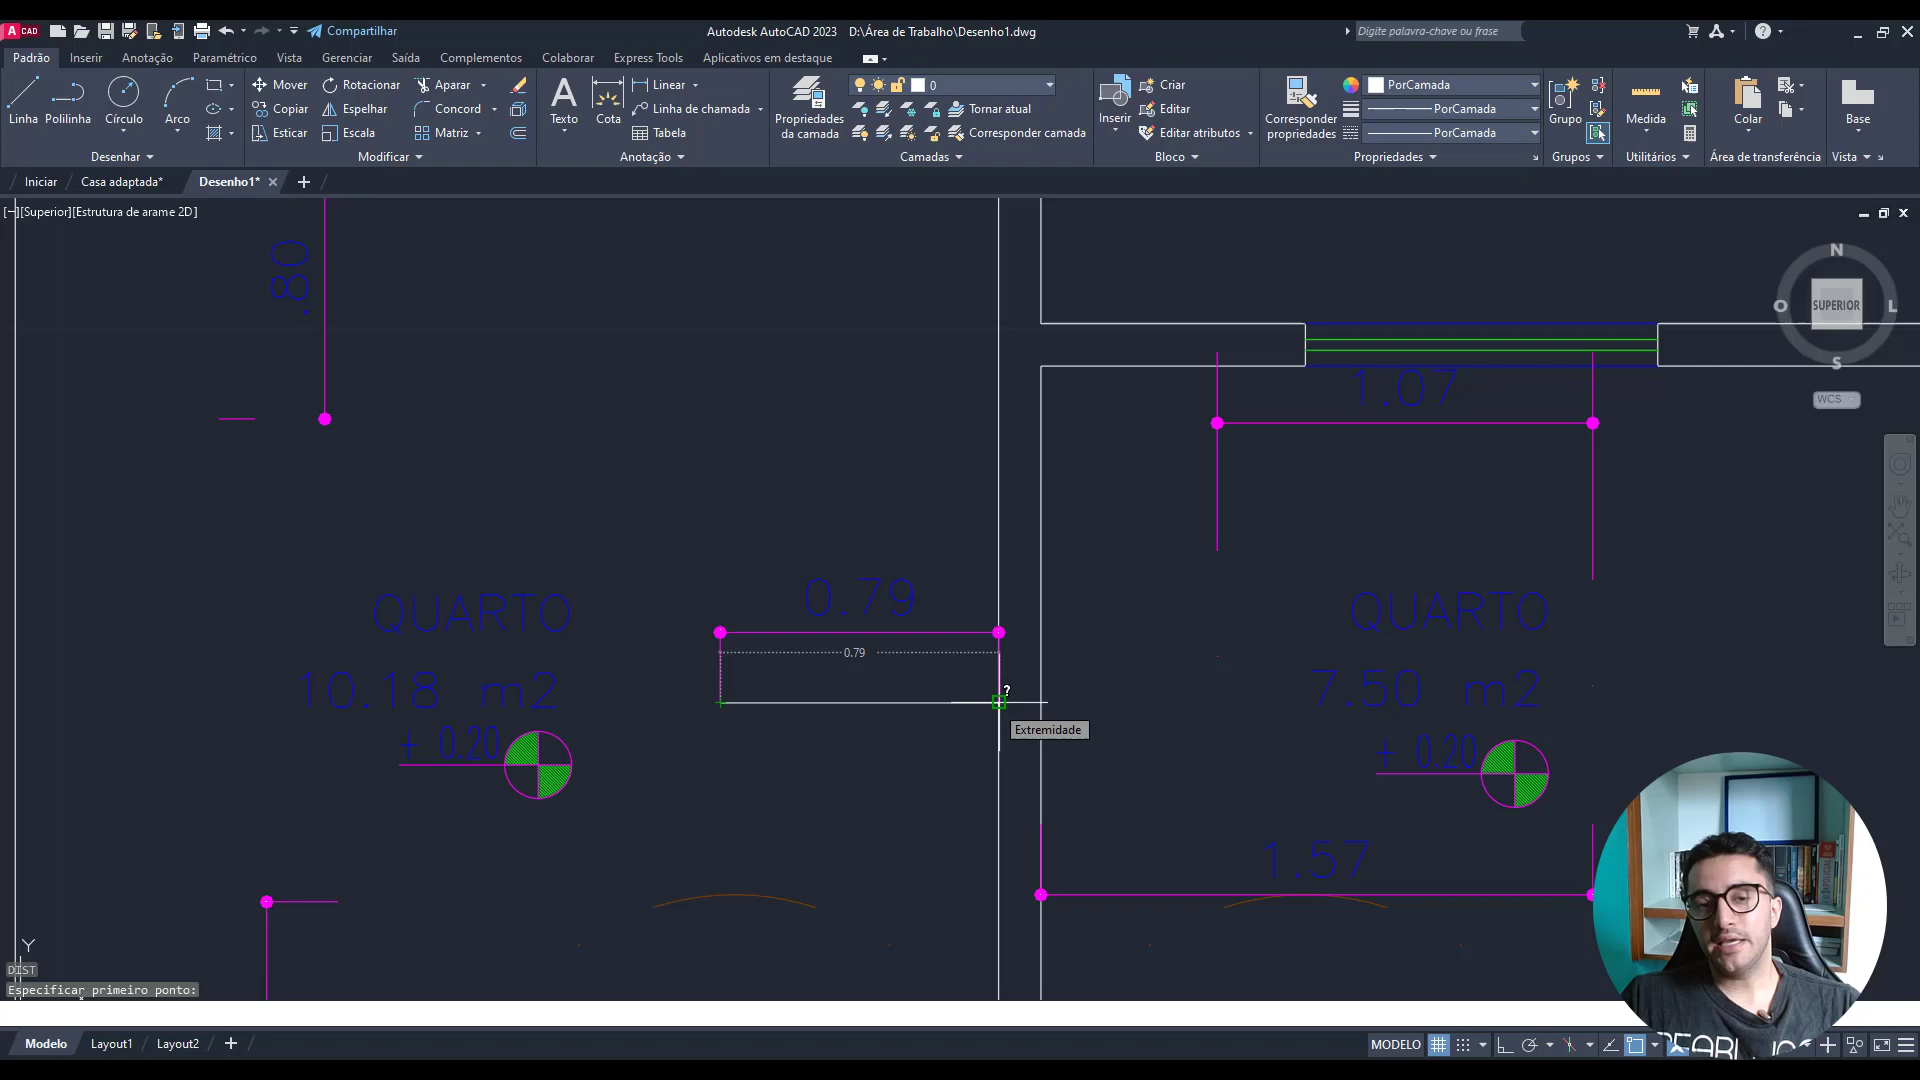 A CAD
Compartilhar
Autodesk AutoCAD 2023 D:\Área de Trabalho\Desenho1.dwg
Digite palavra-chave ou frase
Padrão Inserir Anotação Paramétrico Vista Gerenciar Saída Complementos Colaborar Express Tools Aplicativos em destaque
Linha Polilinha Círculo Arco
Mover Rotacionar Aparar
Copiar Espelhar Concord
Esticar Escala Matriz
Texto Cota
Linear
Linha de chamada
Tabela
Propriedades da camada
0
Tornar atual
Corresponder camada
Inserir
Criar
Editar
Editar atributos
Corresponder propriedades
PorCamada
PorCamada
PorCamada
Grupo Medida Colar Base
Desenhar Modificar Anotação Camadas Bloco Propriedades Grupos Utilitários Área de transferência Vista
Iniciar Casa adaptada* Desenho1*
[−][Superior][Estrutura de arame 2D]
N
O SUPERIOR L
S
WCS
.80
1.07
0.79
0.79
?
Extremidade
QUARTO
10.18 m2
+ 0.20
QUARTO
7.50 m2
+ 0.20
1.57
Y
DIST
Especificar primeiro ponto:
Modelo Layout1 Layout2
MODELO